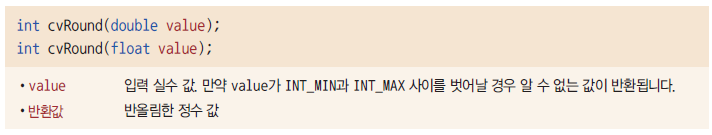 int cvRound(double value);
int cvRound(float value);
• value 입력 실수 값. 만약 value가 INT_MIN과 INT_MAX 사이를 벗어날 경우 알 수 없는 값이 반환됩니다.
• 반환값 반올림한 정수 값